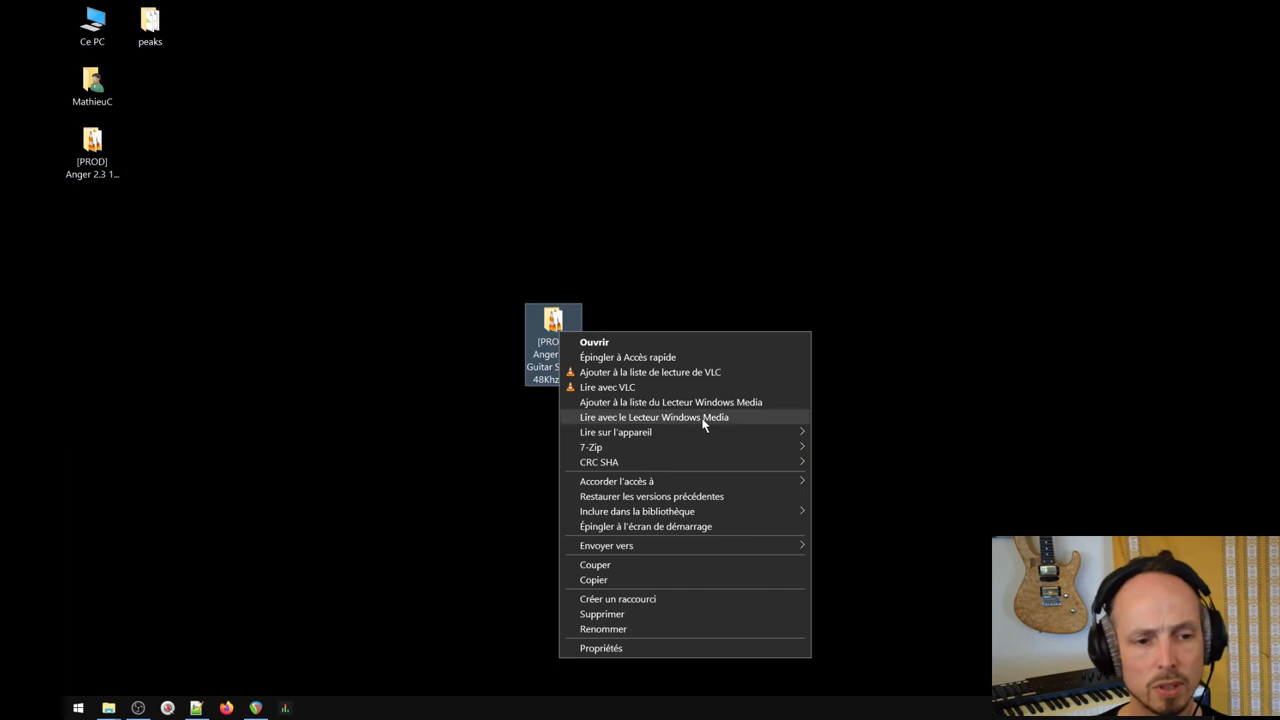 Ce PC
peaks
MathieuC
[PROD]
Anger 2.3 1...
[PRO
Anger
Guitar S
48Khz
Ouvrir
Épingler à Accès rapide
Ajouter à la liste de lecture de VLC
Lire avec VLC
Ajouter à la liste du Lecteur Windows Media
Lire avec le Lecteur Windows Media
Lire sur l'appareil
7-Zip
CRC SHA
Accorder l'accès à
Restaurer les versions précédentes
Inclure dans la bibliothèque
Épingler à l'écran de démarrage
Envoyer vers
Couper
Copier
Créer un raccourci
Supprimer
Renommer
Propriétés